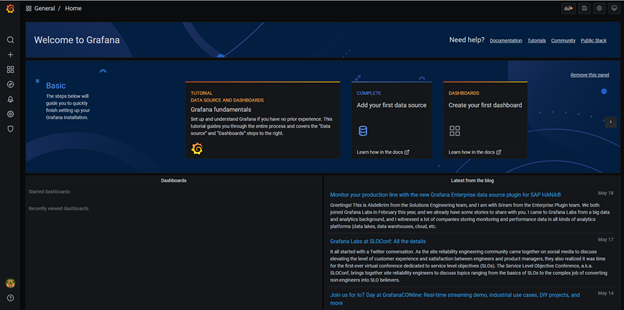 General / Home
Welcome to Grafana
Need help? Documentation Tutorials Community Public Slack
Remove this panel
Basic
The steps below will
guide you to quickly
finish setting up your
Grafana installation.
TUTORIAL
DATA SOURCE AND DASHBOARDS
Grafana fundamentals
Set up and understand Grafana if you have no prior experience. This
tutorial guides you through the entire process and covers the "Data
source" and "Dashboards" steps to the right.
COMPLETE
Add your first data source
Learn how in the docs
DASHBOARDS
Create your first dashboard
Learn how in the docs
Dashboards
Starred dashboards
Recently viewed dashboards
Latest from the blog
Monitor your production line with the new Grafana Enterprise data source plugin for SAP HANA®
May 18
Greetings! This is Abdelkrim from the Solutions Engineering team, and I am with Sriram from the Enterprise Plugin team. We both
joined Grafana Labs in February this year, and we already have some stories to share with you. I came to Grafana Labs from a big data
and analytics background, and I witnessed a lot of companies storing monitoring and performance data in all kinds of analytics
platforms (data lakes, data warehouses, cloud, etc.
Grafana Labs at SLOConf: All the details
May 17
It all started with a Twitter conversation. As the site reliability engineering community came together on social media to discuss
elevating the level of customer experience and satisfaction between engineers and product managers, they also realized it was time
for the first-ever virtual conference dedicated to service level objectives (SLOs). The Service Level Objective Conference, a.k.a.
SLOConf, brings together site reliability engineers to discuss topics ranging from the basics of SLOs to the complex job of converting
non-engineers into SLO believers.
Join us for IoT Day at GrafanaCONline: Real-time streaming demo, industrial use cases, DIY projects, and
more
May 14